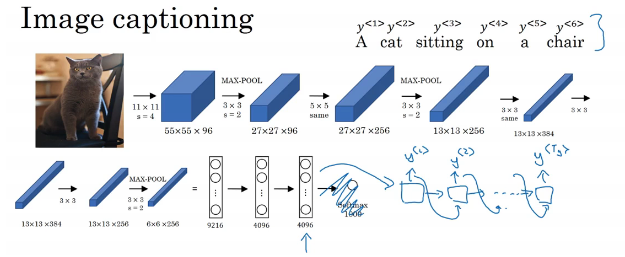 Image captioning
y<1> y<2> y<3> y<4> y<5> y<6>
A cat sitting on a chair
MAX-POOL
MAX-POOL
11 × 11
s = 4
3 × 3
s = 2
5 × 5
same
3 × 3
s = 2
3 × 3
same
3 × 3
55×55 × 96
27×27 ×96
27×27 ×256
13×13 ×256
13×13 ×384
3 × 3
MAX-POOL
3 × 3
s = 2
=
Softmax
1000
y<1>
y<2>
y<Ty>
13×13 ×384
13×13 ×256
6×6 ×256
9216
4096
4096